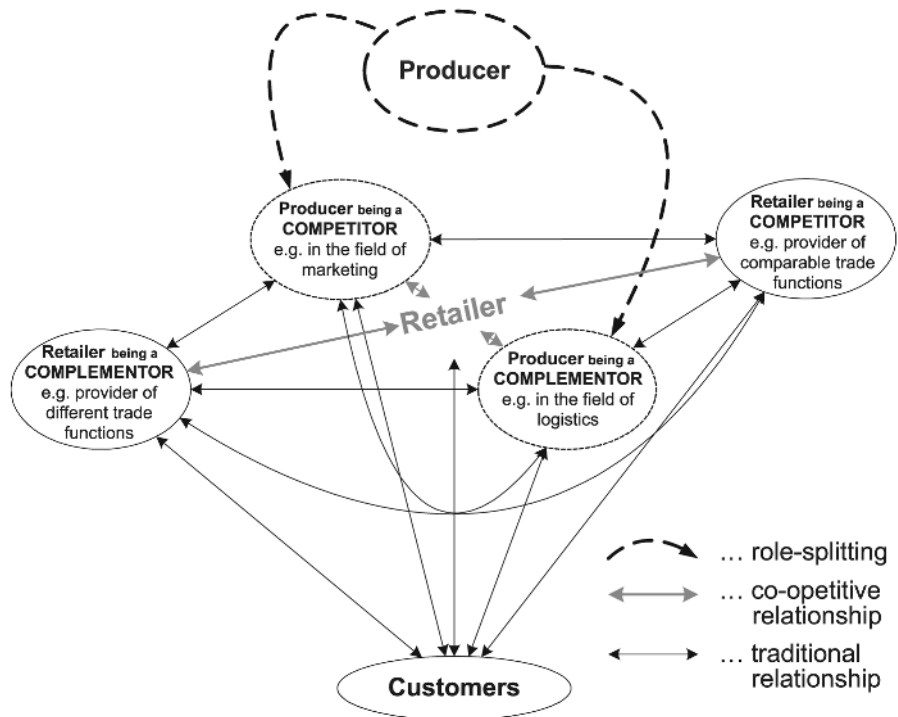 Producer
Producer being a
COMPETITOR
e.g. in the field of
marketing
Retailer being a
COMPETITOR
e.g. provider of
comparable trade
functions
Retailer
Retailer being a
COMPLEMENTOR
e.g. provider of
different trade
functions
Producer being a
COMPLEMENTOR
e.g. in the field of
logistics
... role-splitting
... co-opetitive
relationship
... traditional
relationship
Customers